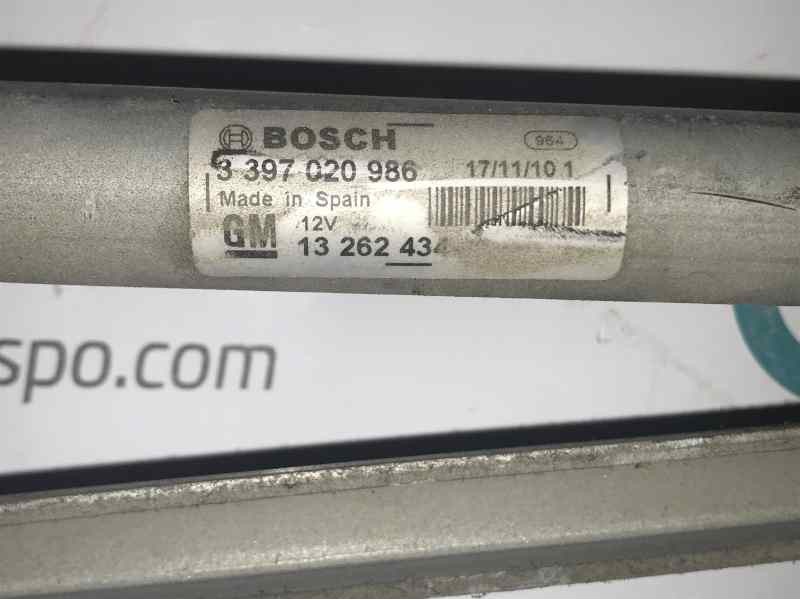 BOSCH 964
3 397 020 986 17/11/10 1
Made in Spain
12V
GM 13 262 434
spo.com